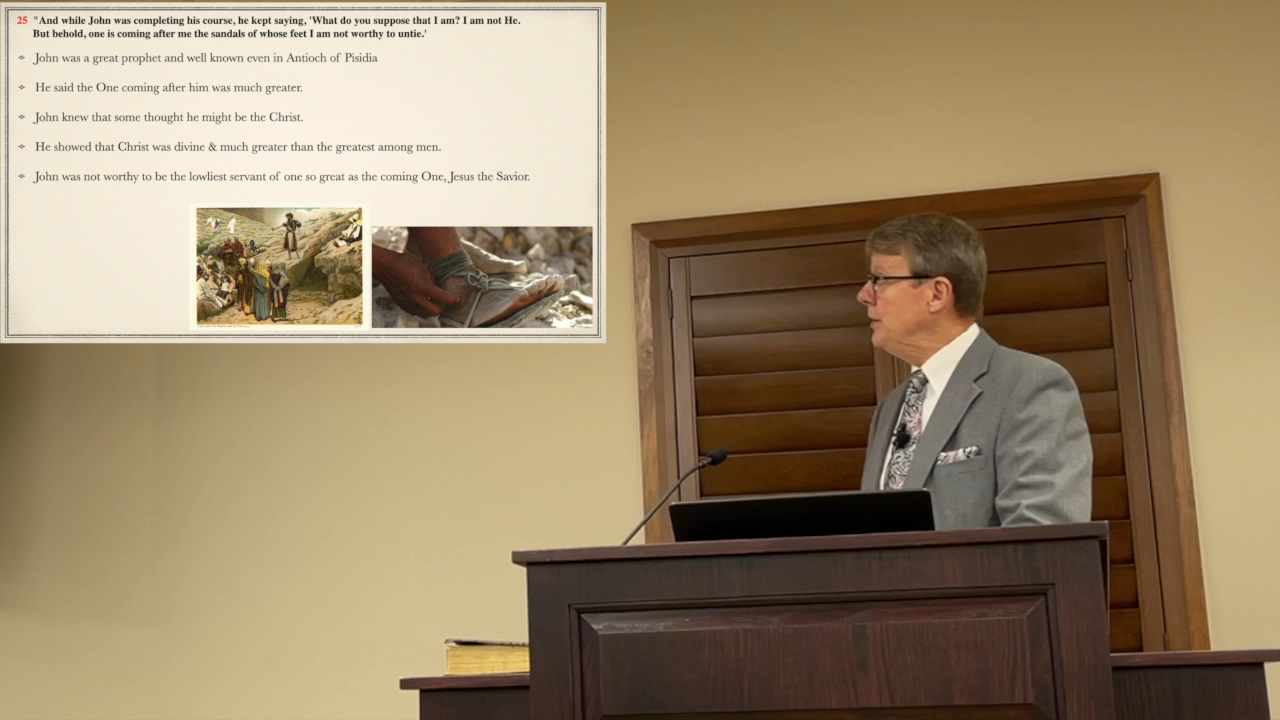 25 "And while John was completing his course, he kept saying, 'What do you suppose that I am? I am not He.
But behold, one is coming after me the sandals of whose feet I am not worthy to untie.'
John was a great prophet and well known even in Antioch of Pisidia
He said the One coming after him was much greater.
John knew that some thought he might be the Christ.
He showed that Christ was divine & much greater than the greatest among men.
John was not worthy to be the lowliest servant of one so great as the coming One, Jesus the Savior.